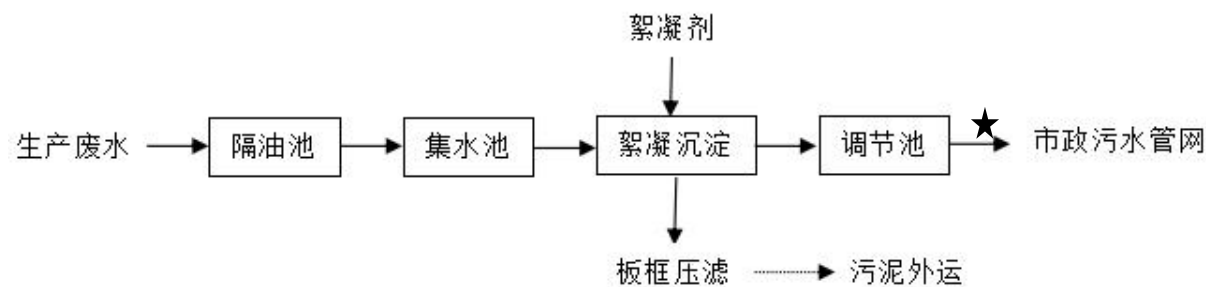 絮凝剂
生产废水
隔油池
集水池
絮凝沉淀
调节池
市政污水管网
板框压滤
污泥外运